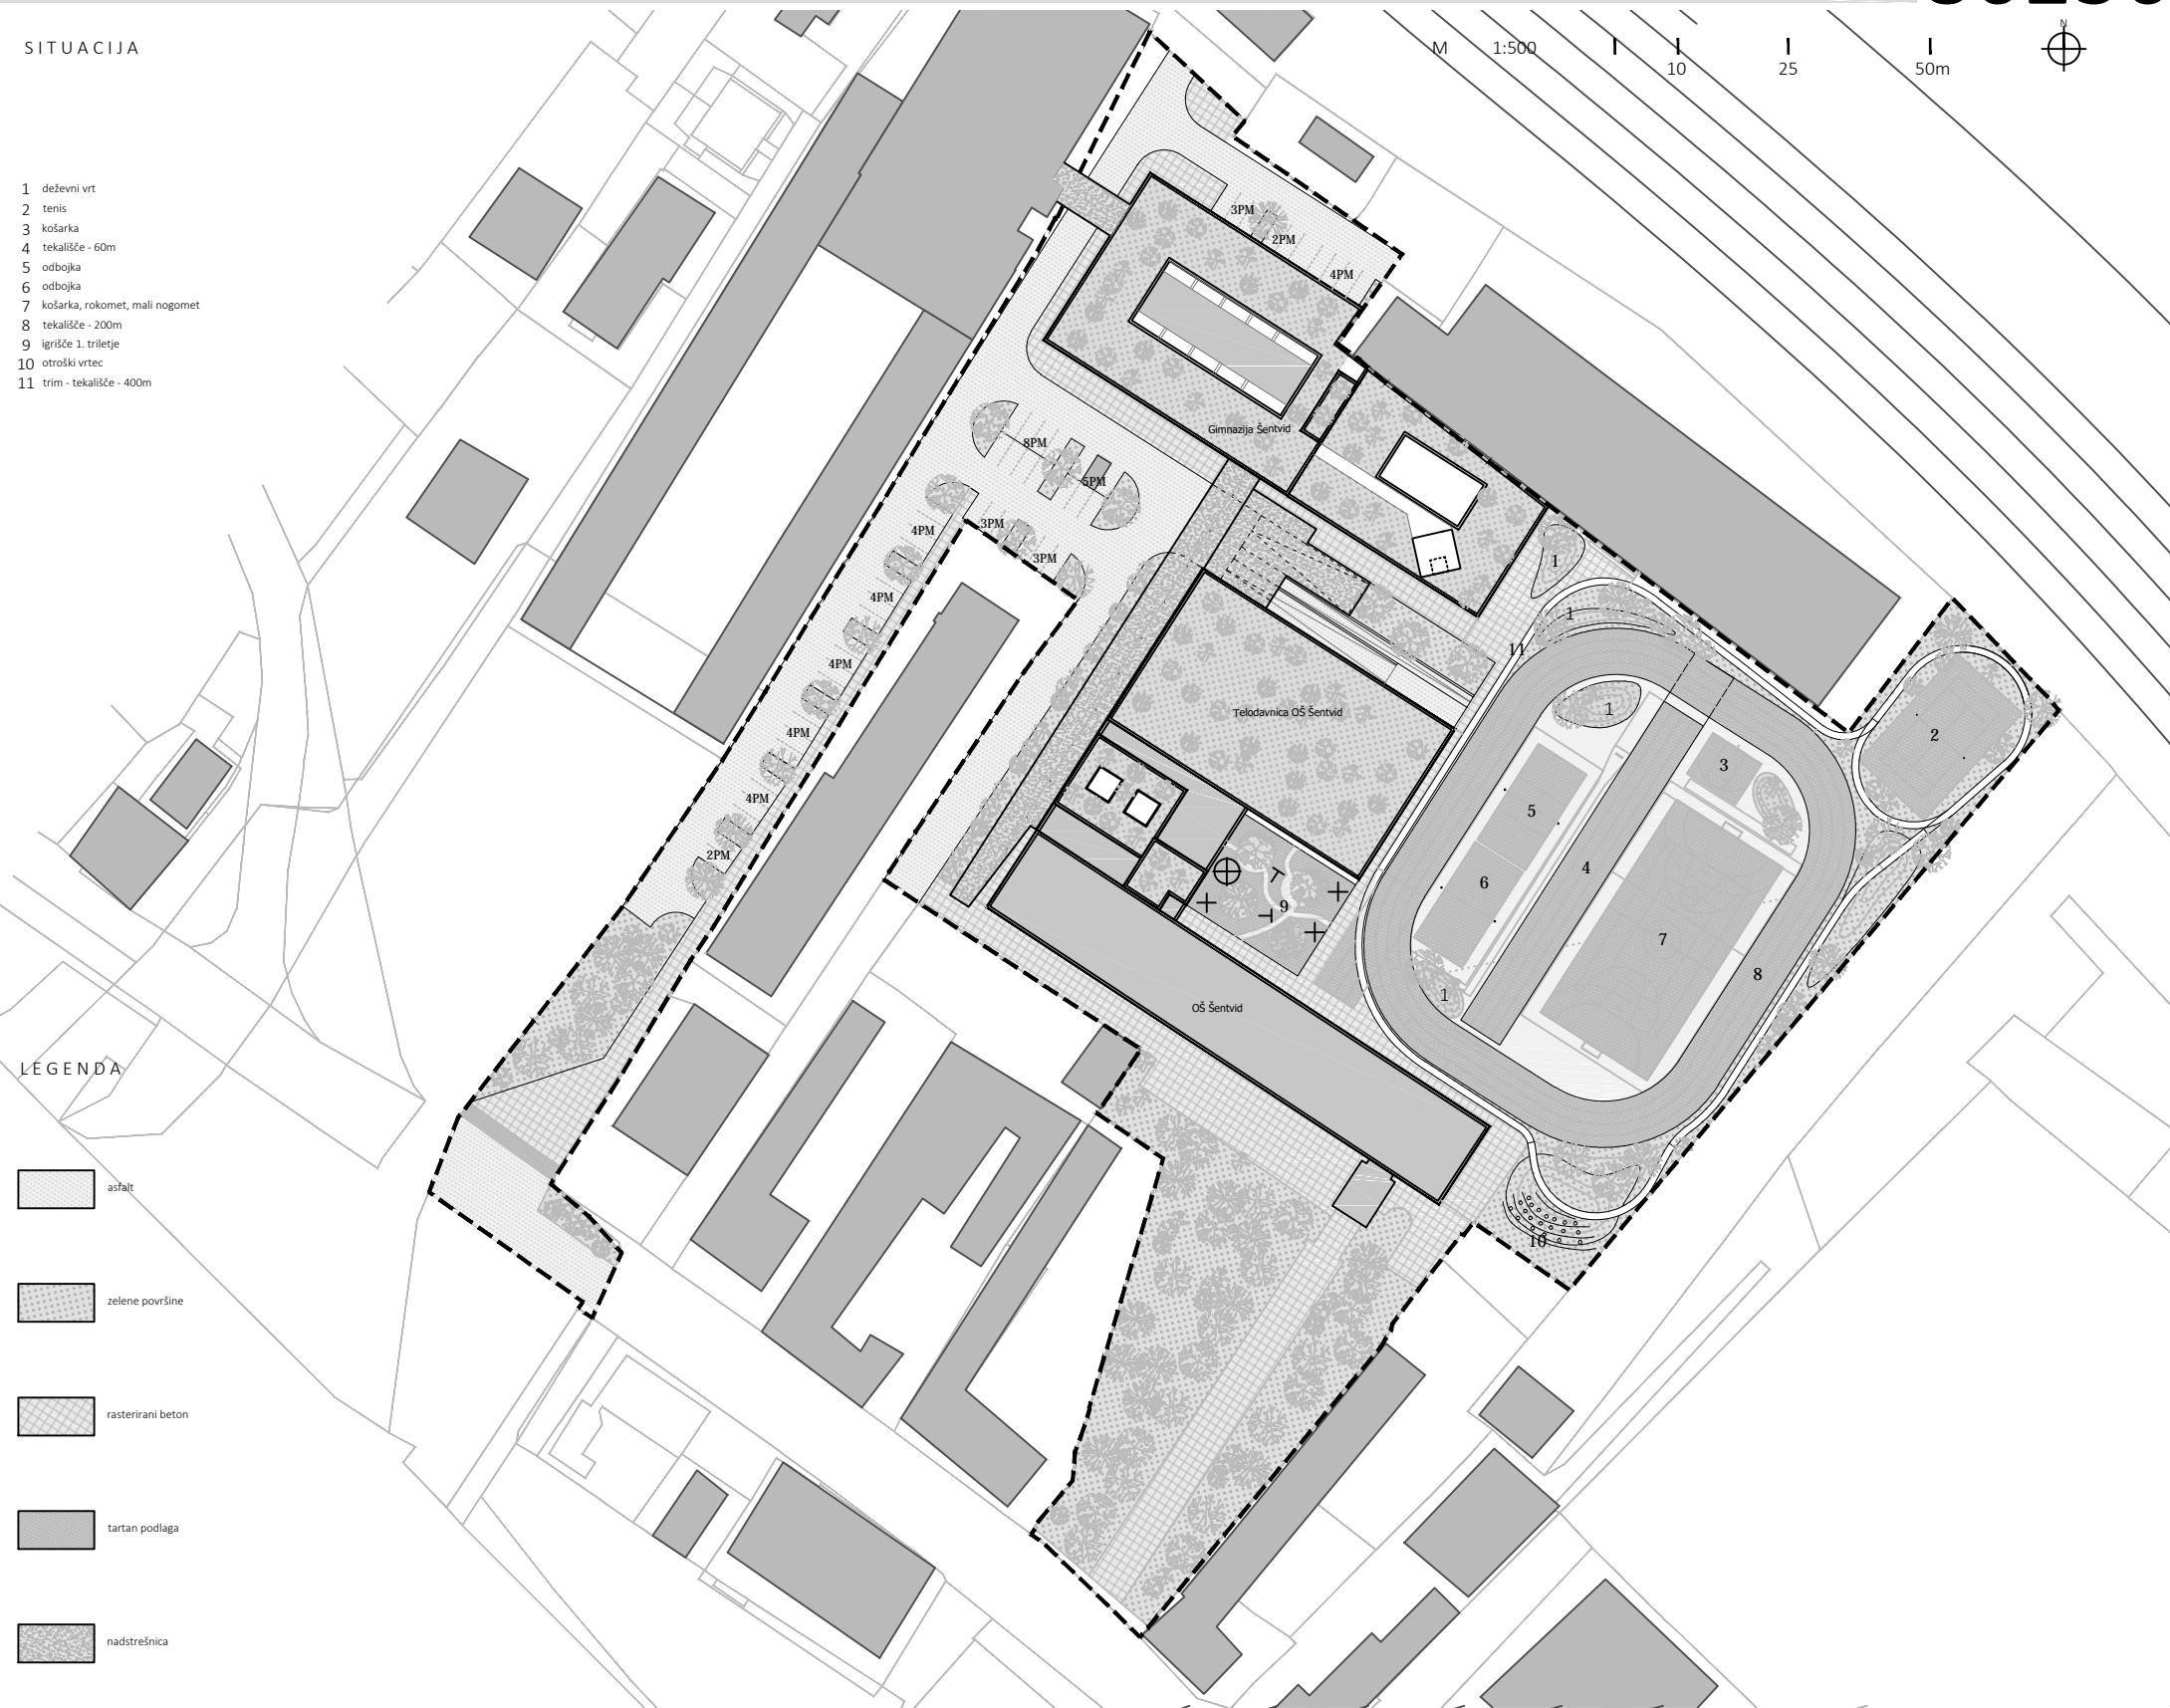 SITUACIJA
M 1:500
10 25 50m
N
1 deževni vrt
2 tenis
3 košarka
4 tekališče - 60m
5 odbojka
6 odbojka
7 košarka, rokomet, mali nogomet
8 tekališče - 200m
9 igrišče 1. triletje
10 otroški vrtec
11 trim - tekališče - 400m
3PM
2PM
4PM
Gimnazija Šentvid
8PM
5PM
3PM
4PM
3PM
1
4PM
1
11
4PM
1
Telodavnica OŠ Šentvid
4PM
2
3
4PM
5
2PM
4
6
9
7
8
1
OŠ Šentvid
10
LEGENDA
asfalt
zelene površine
rasterirani beton
tartan podlaga
nadstrešnica